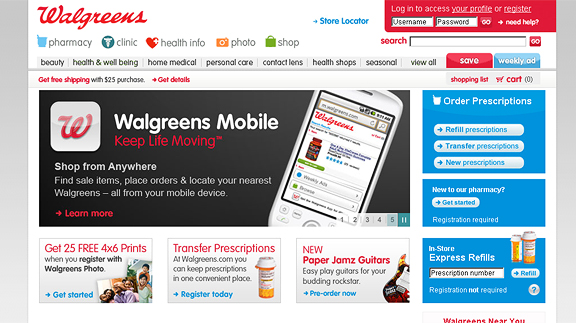 Walgreens
Store Locator
Log in to access your profile or register
Username Password GO need help?
pharmacy clinic health info photo shop
search GO
beauty health & well being home medical personal care contact lens health shops seasonal view all
save weekly ad
Get free shipping with $25 purchase. Get details
shopping list cart (0)
Walgreens Mobile
Keep Life Moving™
Shop from Anywhere
Find sale items, place orders & locate your nearest
Walgreens – all from your mobile device.
Learn more
m.walgreens.com
Walgreens
Weekly Ads
Browse
1 2 3 4 5
Order Prescriptions
Refill prescriptions
Transfer prescriptions
New prescriptions
New to our pharmacy?
Get started
Registration required
In-Store
Express Refills
Prescription number Refill
Registration not required ?
Get 25 FREE 4x6 Prints
when you register with
Walgreens Photo.
Get started
Transfer Prescriptions
At Walgreens.com you
can keep prescriptions
in one convenient place.
Register today
NEW
Paper Jamz Guitars
Easy play guitars for
your budding rockstar.
Pre-order now
Walgreens Near You